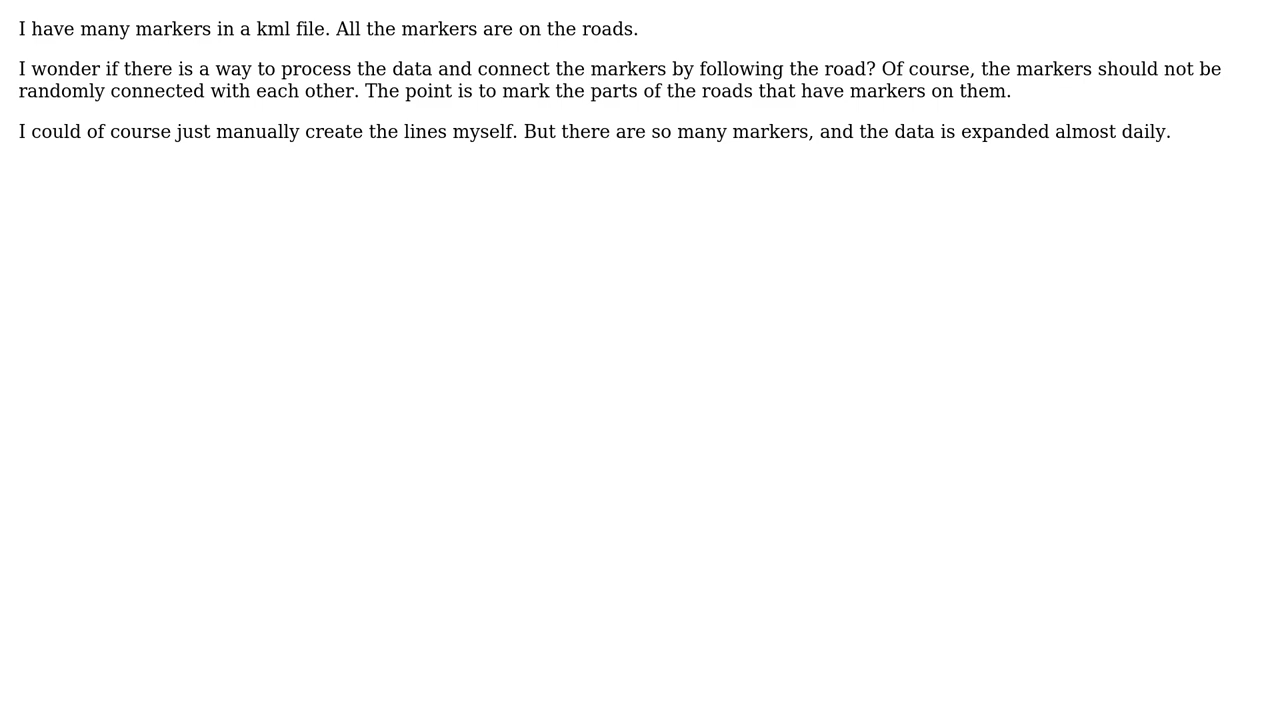 I have many markers in a kml file. All the markers are on the roads.
I wonder if there is a way to process the data and connect the markers by following the road? Of course, the markers should not be
randomly connected with each other. The point is to mark the parts of the roads that have markers on them.
I could of course just manually create the lines myself. But there are so many markers, and the data is expanded almost daily.